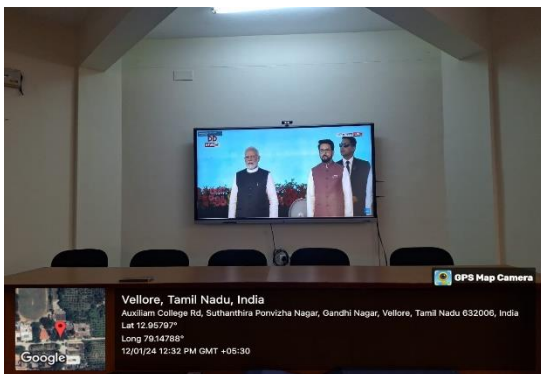 DD
GPS Map Camera
Vellore, Tamil Nadu, India
Auxiliam College Rd, Suthanthira Ponvizha Nagar, Gandhi Nagar, Vellore, Tamil Nadu 632006, India
Lat 12.95797°
Long 79.14788°
12/01/24 12:32 PM GMT +05:30
Google